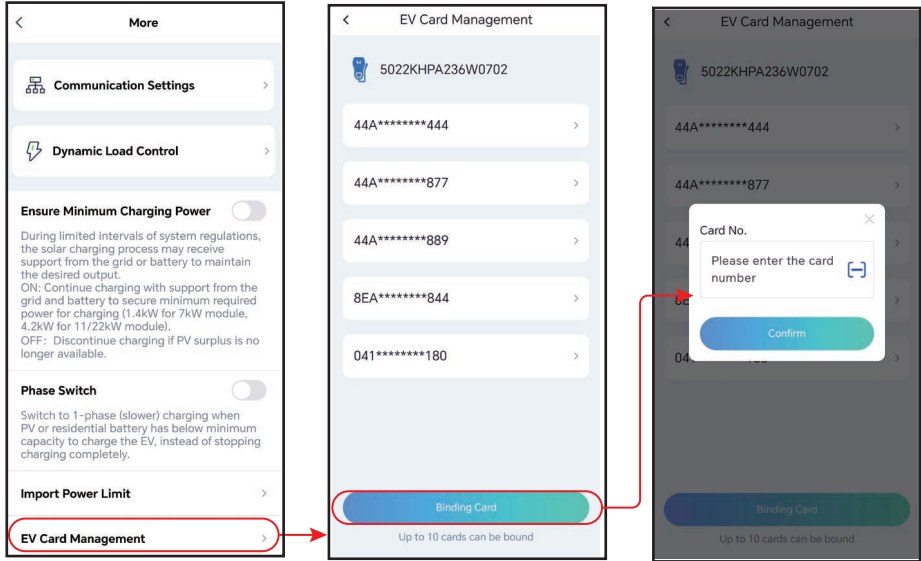 More
Communication Settings
Dynamic Load Control
Ensure Minimum Charging Power
During limited intervals of system regulations,
the solar charging process may receive
support from the grid or battery to maintain
the desired output.
ON: Continue charging with support from the
grid and battery to secure minimum required
power for charging (1.4kW for 7kW module,
4.2kW for 11/22kW module).
OFF: Discontinue charging if PV surplus is no
longer available.
Phase Switch
Switch to 1-phase (slower) charging when
PV or residential battery has below minimum
capacity to charge the EV, instead of stopping
charging completely.
Import Power Limit
EV Card Management
EV Card Management
5022KHPA236W0702
44A********444
44A********877
44A********889
8EA********844
041********180
Binding Card
Up to 10 cards can be bound
EV Card Management
5022KHPA236W0702
44A********444
44A********877
44
Card No.
Please enter the card
number
8E
Confirm
04
Binding Card
Up to 10 cards can be bound